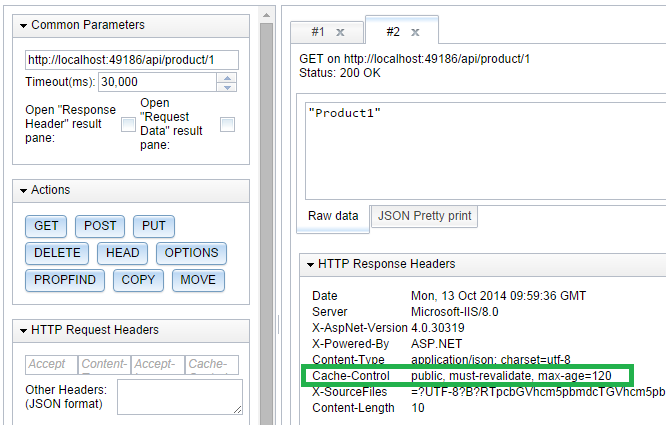 Common Parameters
http://localhost:49186/api/product/1
Timeout(ms): 30,000
Open "Response Header" result pane:
Open "Request Data" result pane:
Actions
GET POST PUT
DELETE HEAD OPTIONS
PROPFIND COPY MOVE
HTTP Request Headers
Accept Content- Accept- Cache-
Other Headers:
(JSON format)
#1 x #2 x
GET on http://localhost:49186/api/product/1
Status: 200 OK
"Product1"
Raw data JSON Pretty print
HTTP Response Headers
Date Mon, 13 Oct 2014 09:59:36 GMT
Server Microsoft-IIS/8.0
X-AspNet-Version 4.0.30319
X-Powered-By ASP.NET
Content-Type application/json; charset=utf-8
Cache-Control public, must-revalidate, max-age=120
X-SourceFiles =?UTF-8?B?RTpcbGVhcm5pbmdcTGVhcm5pb
Content-Length 10